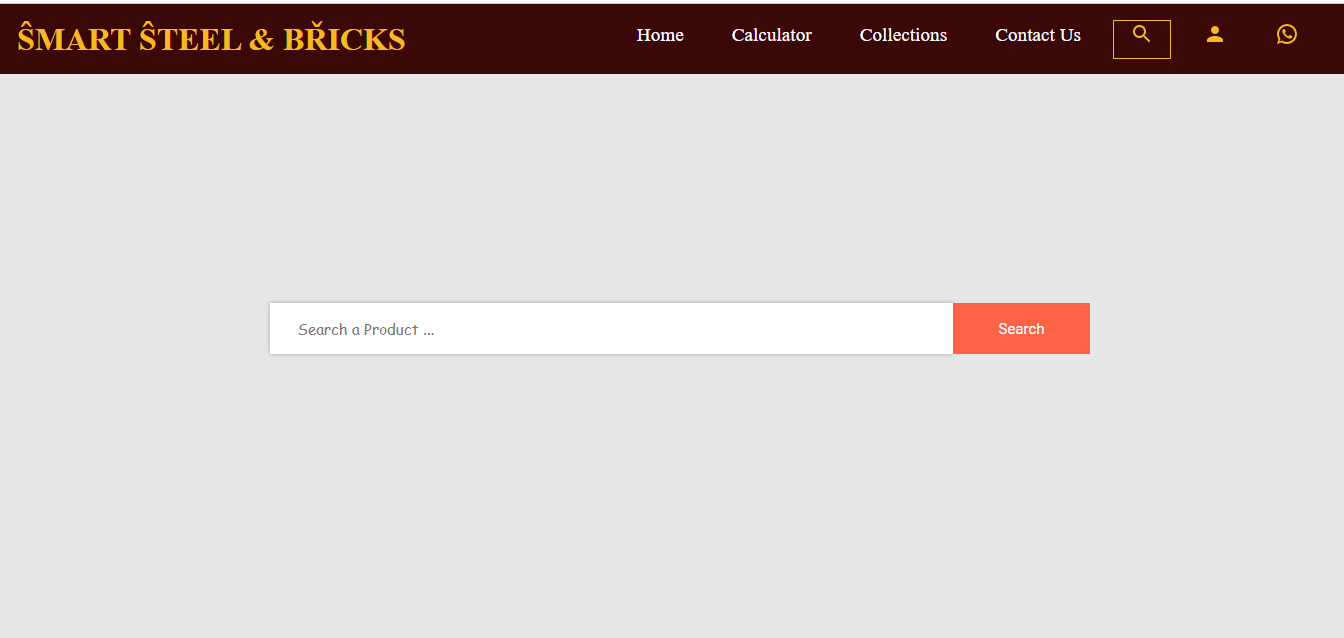 ŜMART ŜTEEL & BŘICKS
Home Calculator Collections Contact Us
Search a Product ... Search